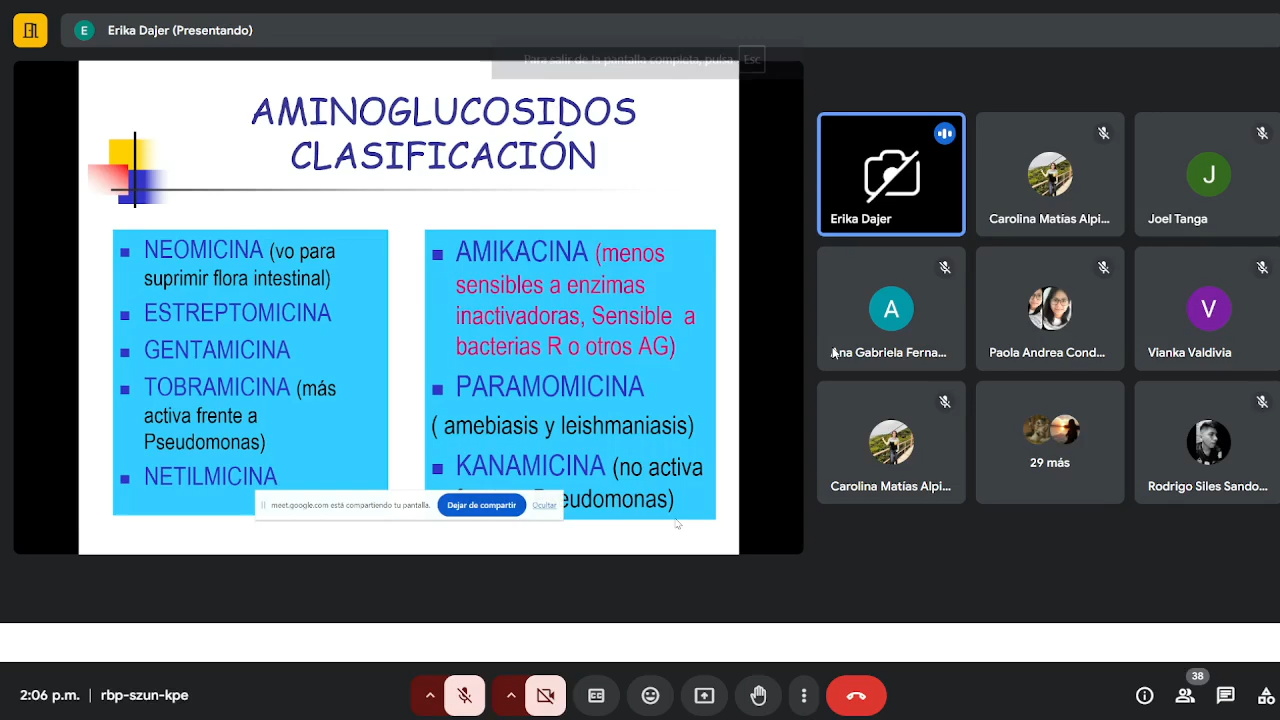 E Erika Dajer (Presentando)
Para salir de la pantalla completa, pulsa Esc
AMINOGLUCOSIDOS
CLASIFICACIÓN
NEOMICINA (vo para
suprimir flora intestinal)
ESTREPTOMICINA
GENTAMICINA
TOBRAMICINA (más
activa frente a
Pseudomonas)
NETILMICINA
AMIKACINA (menos
sensibles a enzimas
inactivadoras, Sensible a
bacterias R o otros AG)
PARAMOMICINA
( amebiasis y leishmaniasis)
KANAMICINA (no activa
eudomonas)
meet.google.com está compartiendo tu pantalla.
Dejar de compartir
Ocultar
Erika Dajer
Carolina Matías Alpi...
J
Joel Tanga
A
Ana Gabriela Ferna...
Paola Andrea Cond...
V
Vianka Valdivia
Carolina Matías Alpi...
29 más
Rodrigo Siles Sando...
2:06 p.m. | rbp-szun-kpe
CC
38